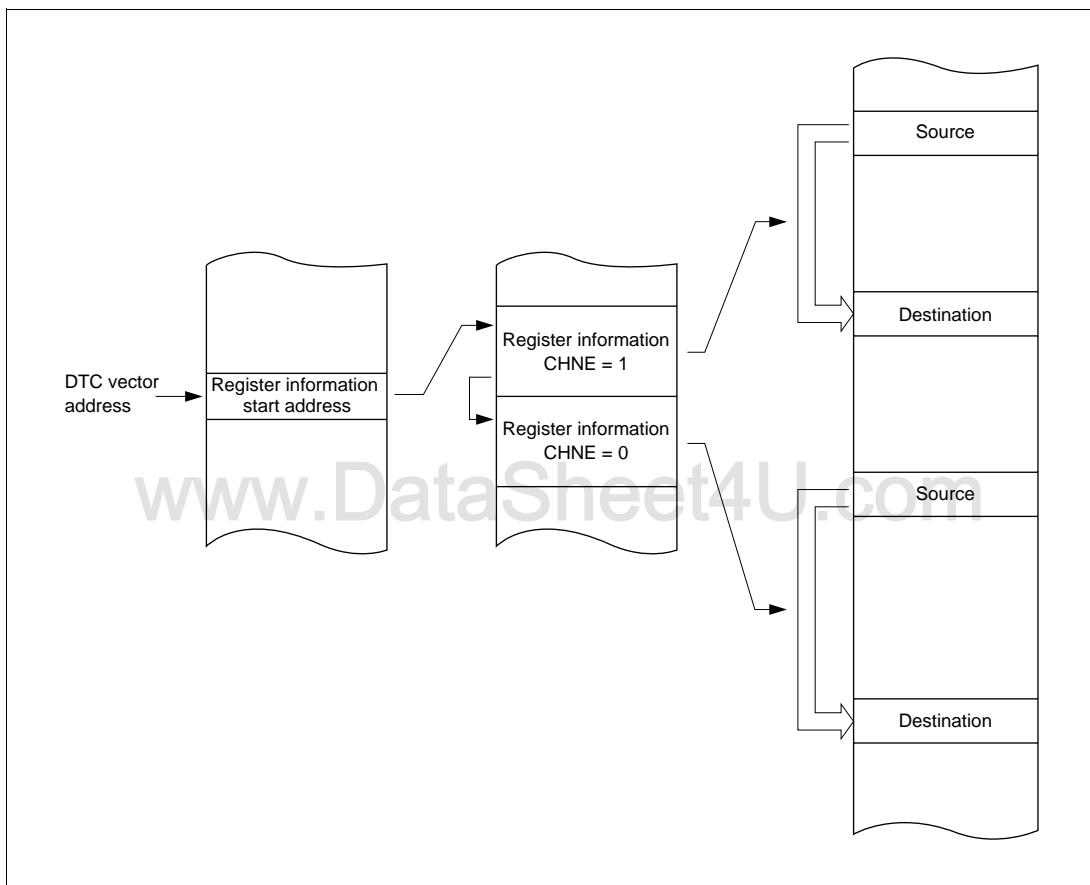 DTC vector
address
Register information
start address
Register information
CHNE = 1
Register information
CHNE = 0
Source
Destination
Source
Destination
www.DataSheet4U.com